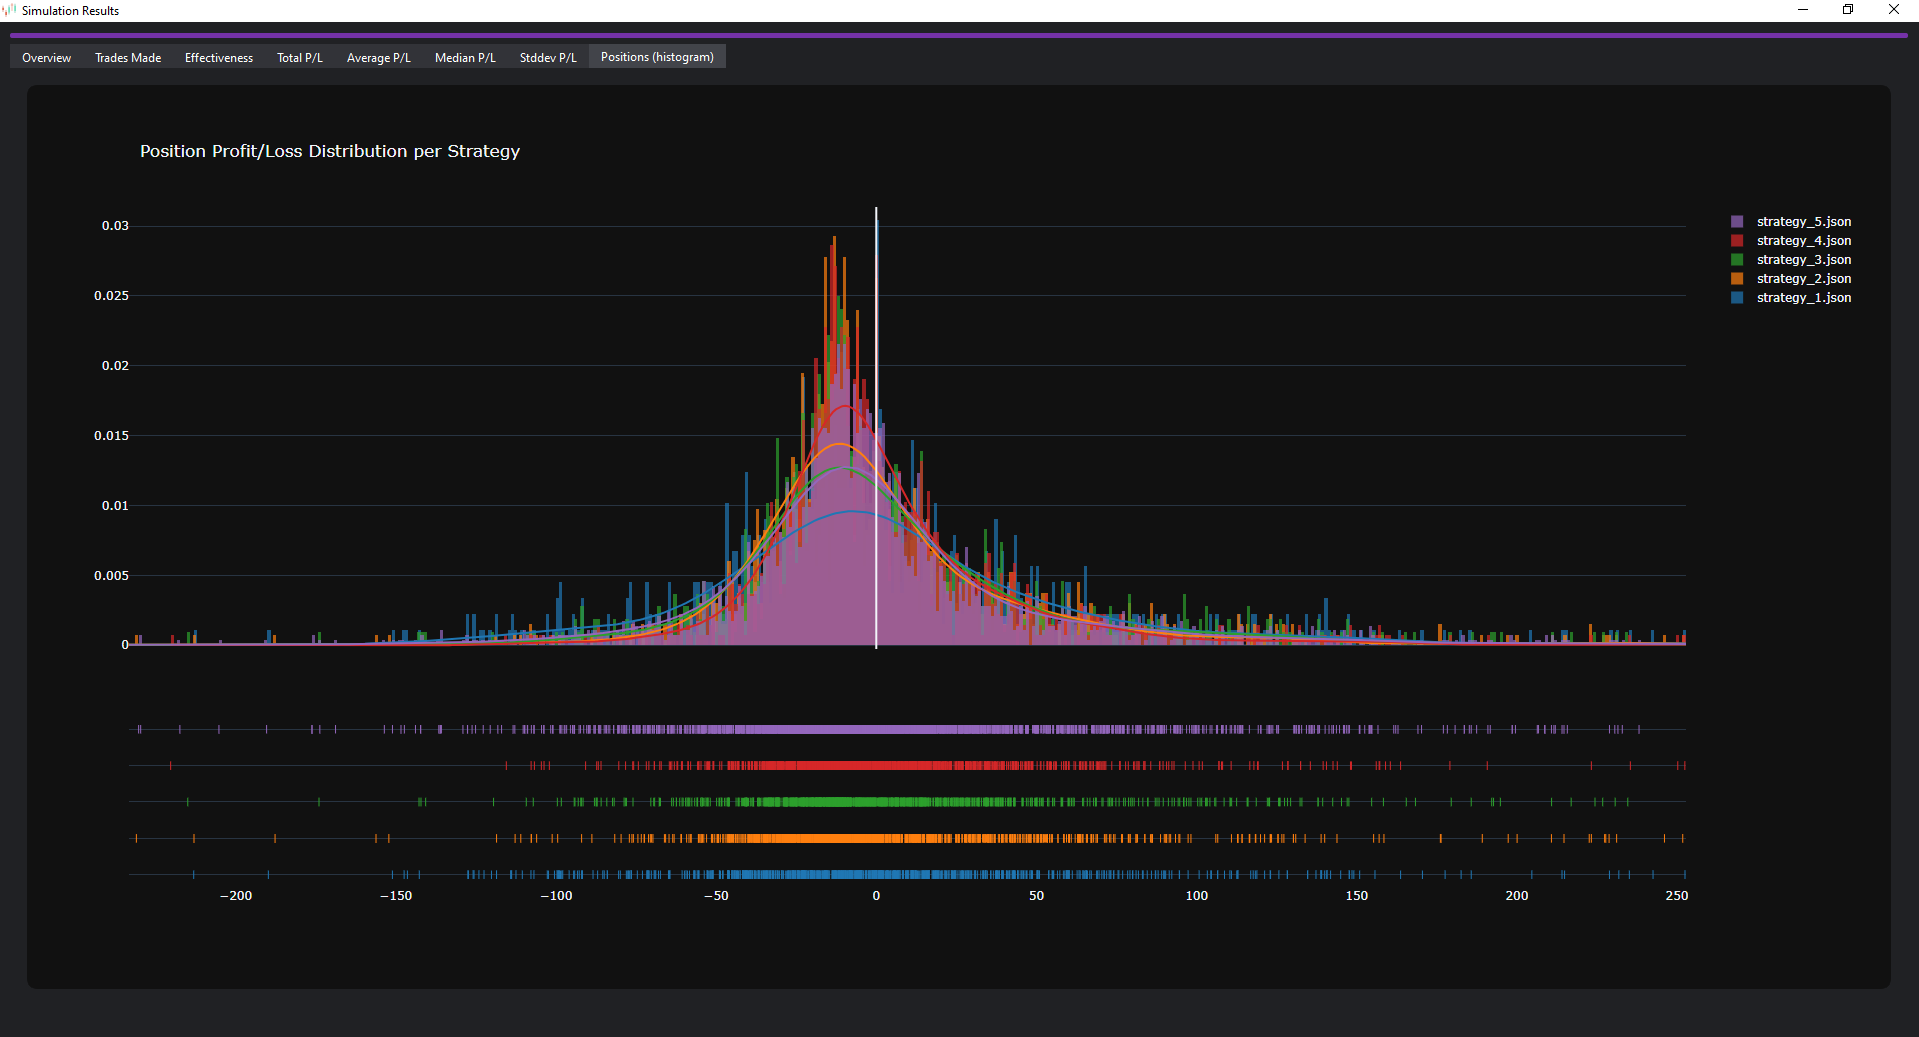 Simulation Results
Overview Trades Made Effectiveness Total P/L Average P/L Median P/L Stddev P/L Positions (histogram)
Position Profit/Loss Distribution per Strategy
0.03
0.025
0.02
0.015
0.01
0.005
0
strategy_5.json
strategy_4.json
strategy_3.json
strategy_2.json
strategy_1.json
−200 −150 −100 −50 0 50 100 150 200 250